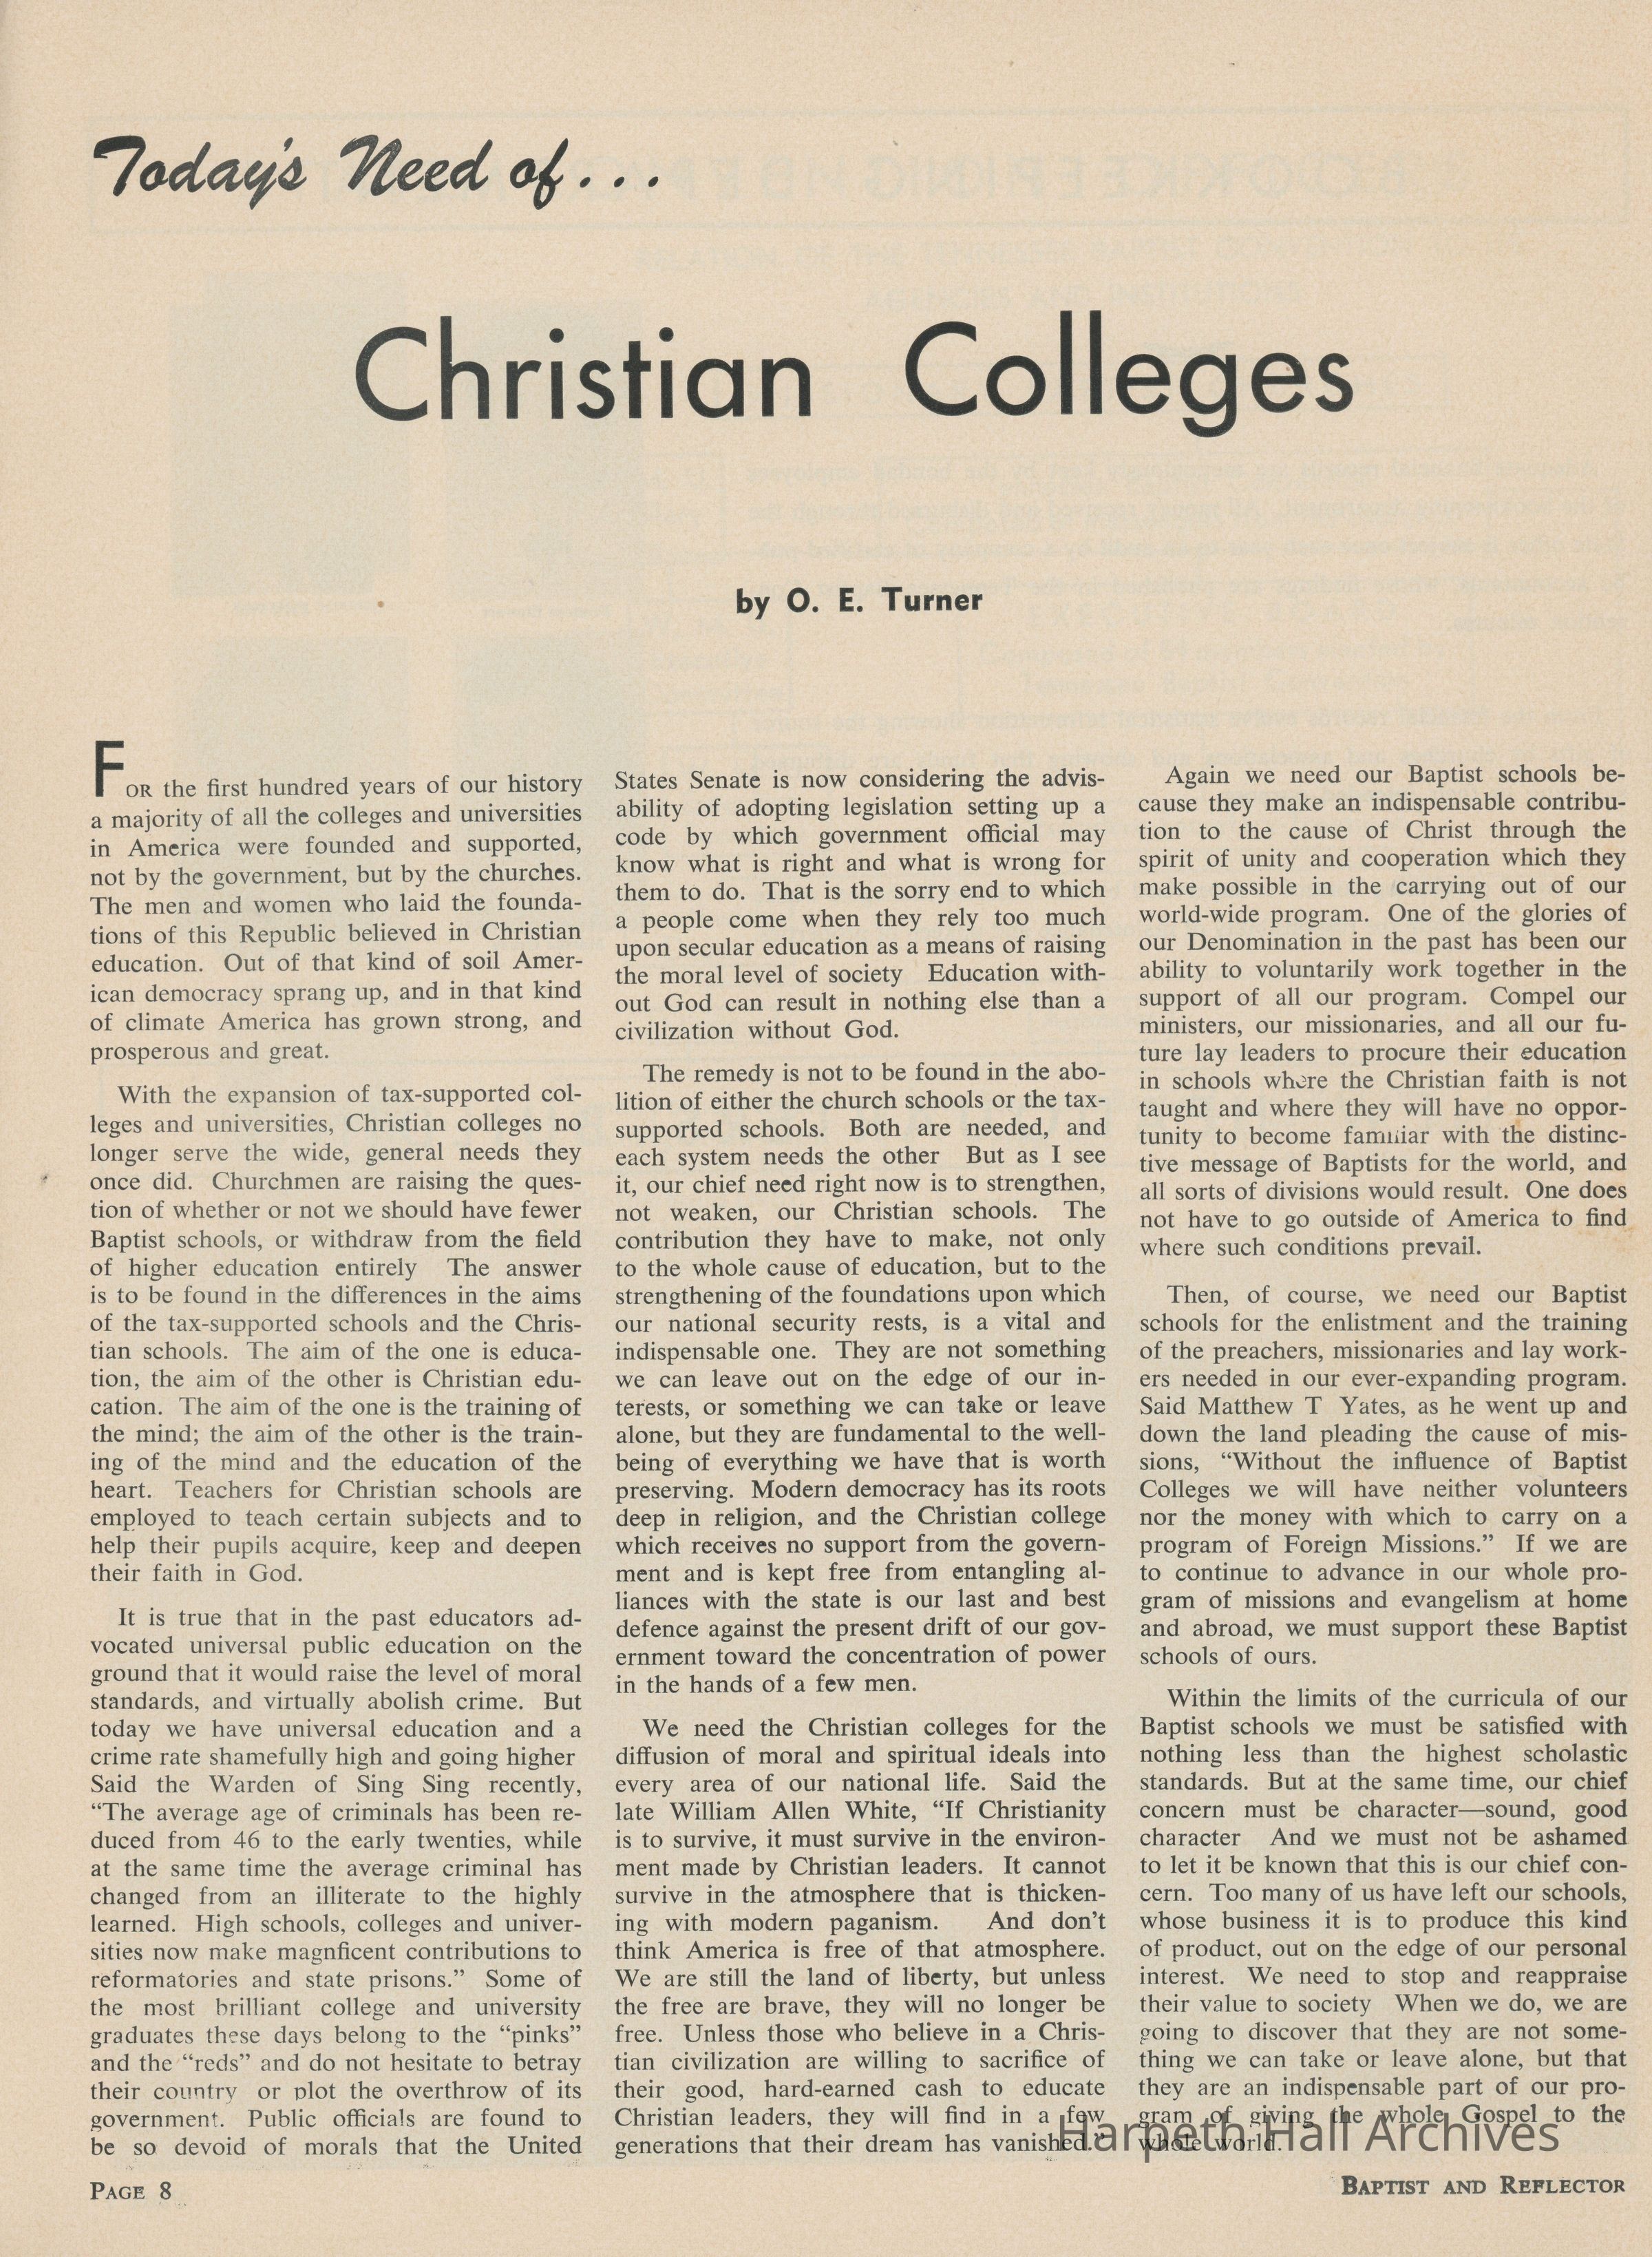 Today's Need of...
Christian Colleges
by O. E. Turner
FOR the first hundred years of our history
a majority of all the colleges and universities
in America were founded and supported,
not by the government, but by the churches.
The men and women who laid the founda-
tions of this Republic believed in Christian
education. Out of that kind of soil Amer-
ican democracy sprang up, and in that kind
of climate America has grown strong, and
prosperous and great.
With the expansion of tax-supported col-
leges and universities, Christian colleges no
longer serve the wide, general needs they
once did. Churchmen are raising the ques-
tion of whether or not we should have fewer
Baptist schools, or withdraw from the field
of higher education entirely The answer
is to be found in the differences in the aims
of the tax-supported schools and the Chris-
tian schools. The aim of the one is educa-
tion, the aim of the other is Christian edu-
cation. The aim of the one is the training of
the mind; the aim of the other is the train-
ing of the mind and the education of the
heart. Teachers for Christian schools are
employed to teach certain subjects and to
help their pupils acquire, keep and deepen
their faith in God.
It is true that in the past educators ad-
vocated universal public education on the
ground that it would raise the level of moral
standards, and virtually abolish crime. But
today we have universal education and a
crime rate shamefully high and going higher
Said the Warden of Sing Sing recently,
“The average age of criminals has been re-
duced from 46 to the early twenties, while
at the same time the average criminal has
changed from an illiterate to the highly
learned. High schools, colleges and univer-
sities now make magnficent contributions to
reformatories and state prisons.” Some of
the most brilliant college and university
graduates these days belong to the “pinks”
and the “reds” and do not hesitate to betray
their country or plot the overthrow of its
government. Public officials are found to
be so devoid of morals that the United
States Senate is now considering the advis-
ability of adopting legislation setting up a
code by which government official may
know what is right and what is wrong for
them to do. That is the sorry end to which
a people come when they rely too much
upon secular education as a means of raising
the moral level of society Education with-
out God can result in nothing else than a
civilization without God.
The remedy is not to be found in the abo-
lition of either the church schools or the tax-
supported schools. Both are needed, and
each system needs the other But as I see
it, our chief need right now is to strengthen,
not weaken, our Christian schools. The
contribution they have to make, not only
to the whole cause of education, but to the
strengthening of the foundations upon which
our national security rests, is a vital and
indispensable one. They are not something
we can leave out on the edge of our in-
terests, or something we can take or leave
alone, but they are fundamental to the well-
being of everything we have that is worth
preserving. Modern democracy has its roots
deep in religion, and the Christian college
which receives no support from the govern-
ment and is kept free from entangling al-
liances with the state is our last and best
defence against the present drift of our gov-
ernment toward the concentration of power
in the hands of a few men.
We need the Christian colleges for the
diffusion of moral and spiritual ideals into
every area of our national life. Said the
late William Allen White, “If Christianity
is to survive, it must survive in the environ-
ment made by Christian leaders. It cannot
survive in the atmosphere that is thicken-
ing with modern paganism. And don't
think America is free of that atmosphere.
We are still the land of liberty, but unless
the free are brave, they will no longer be
free. Unless those who believe in a Chris-
tian civilization are willing to sacrifice of
their good, hard-earned cash to educate
Christian leaders, they will find in a few
generations that their dream has vanished.”
Again we need our Baptist schools be-
cause they make an indispensable contribu-
tion to the cause of Christ through the
spirit of unity and cooperation which they
make possible in the carrying out of our
world-wide program. One of the glories of
our Denomination in the past has been our
ability to voluntarily work together in the
support of all our program. Compel our
ministers, our missionaries, and all our fu-
ture lay leaders to procure their education
in schools where the Christian faith is not
taught and where they will have no oppor-
tunity to become familiar with the distinc-
tive message of Baptists for the world, and
all sorts of divisions would result. One does
not have to go outside of America to find
where such conditions prevail.
Then, of course, we need our Baptist
schools for the enlistment and the training
of the preachers, missionaries and lay work-
ers needed in our ever-expanding program.
Said Matthew T Yates, as he went up and
down the land pleading the cause of mis-
sions, “Without the influence of Baptist
Colleges we will have neither volunteers
nor the money with which to carry on a
program of Foreign Missions.” If we are
to continue to advance in our whole pro-
gram of missions and evangelism at home
and abroad, we must support these Baptist
schools of ours.
Within the limits of the curricula of our
Baptist schools we must be satisfied with
nothing less than the highest scholastic
standards. But at the same time, our chief
concern must be character—sound, good
character And we must not be ashamed
to let it be known that this is our chief con-
cern. Too many of us have left our schools,
whose business it is to produce this kind
of product, out on the edge of our personal
interest. We need to stop and reappraise
their value to society When we do, we are
going to discover that they are not some-
thing we can take or leave alone, but that
they are an indispensable part of our pro-
gram of giving the whole Gospel to the
whole world.
Harpeth Hall Archives
PAGE 8
BAPTIST AND REFLECTOR